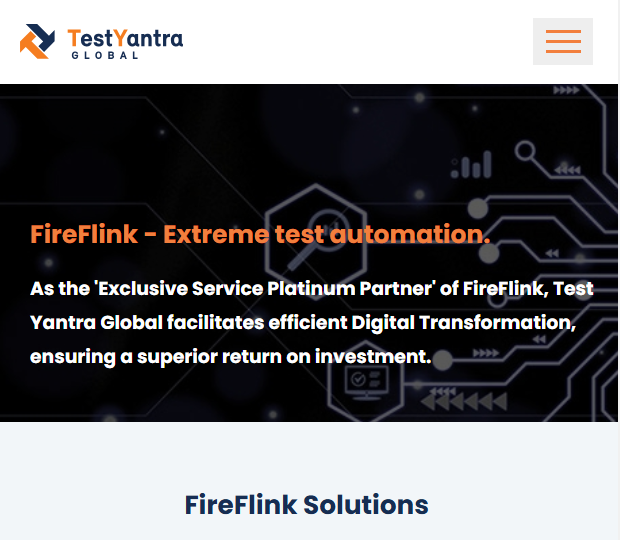 TestYantra
GLOBAL
FireFlink - Extreme test automation.
As the 'Exclusive Service Platinum Partner' of FireFlink, Test
Yantra Global facilitates efficient Digital Transformation,
ensuring a superior return on investment.
FireFlink Solutions